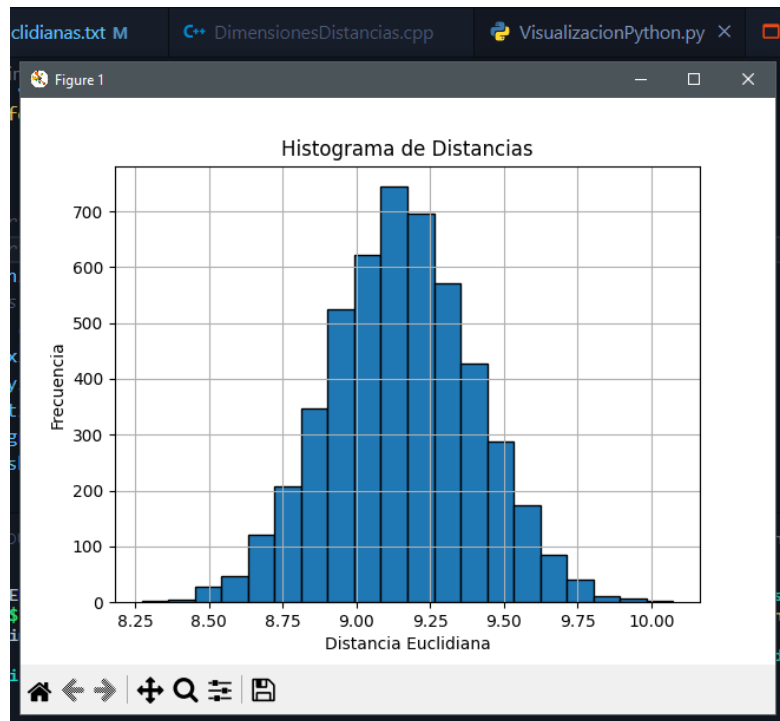 clidianas.txt M
C++ DimensionesDistancias.cpp
VisualizacionPython.py
Figure 1
Histograma de Distancias
700
600
500
400
300
200
100
0
Frecuencia
8.25 8.50 8.75 9.00 9.25 9.50 9.75 10.00
Distancia Euclidiana